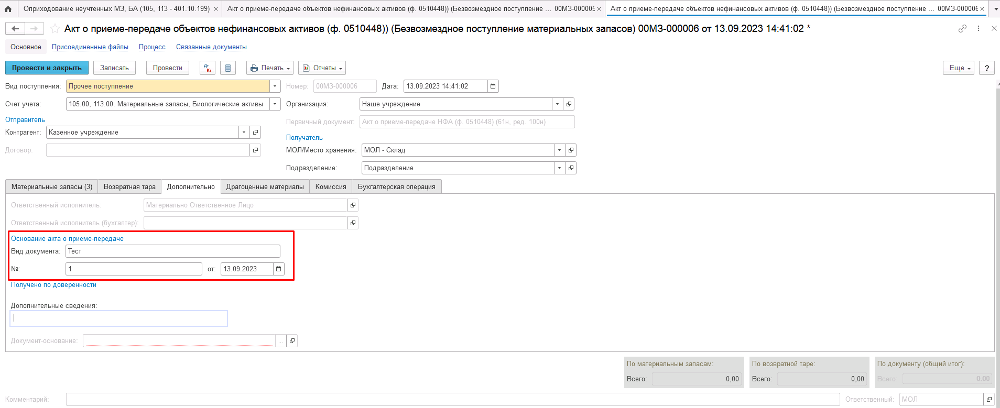 Оприходование неучтенных МЗ, БА (105, 113 - 401.10.199) ×
Акт о приеме-передаче объектов нефинансовых активов (ф. 0510448)) (Безвозмездное поступление ... 00МЗ-000005 ×
Акт о приеме-передаче объектов нефинансовых активов (ф. 0510448)) (Безвозмездное поступление ... 00МЗ-000006 ×
Акт о приеме-передаче объектов нефинансовых активов (ф. 0510448)) (Безвозмездное поступление материальных запасов) 00МЗ-000006 от 13.09.2023 14:41:02 *
Основное Присоединенные файлы Процесс Связанные документы
Провести и закрыть Записать Провести Дт Кт Печать Отчеты Еще ?
Вид поступления: Прочее поступление Номер: 00МЗ-000006 Дата: 13.09.2023 14:41:02
Счет учета: 105.00, 113.00. Материальные запасы, Биологические активы Организация: Наше учреждение
Отправитель Первичный документ: Акт о приеме-передаче НФА (ф. 0510448) (61н, ред. 100н)
Контрагент: Казенное учреждение Получатель
Договор: МОЛ/Место хранения: МОЛ - Склад
Подразделение: Подразделение
Материальные запасы (3) Возвратная тара Дополнительно Драгоценные материалы Комиссия Бухгалтерская операция
Ответственный исполнитель: Материально Ответственное Лицо
Ответственный исполнитель (бухгалтер):
Основание акта о приеме-передаче
Вид документа: Тест
№: 1 от: 13.09.2023
Получено по доверенности
Дополнительные сведения:
Документ-основание: ...
По материальным запасам: По возвратной таре: По документу (общий итог):
Всего: 0,00 Всего: 0,00 Всего: 0,00
Комментарий: Ответственный: МОЛ